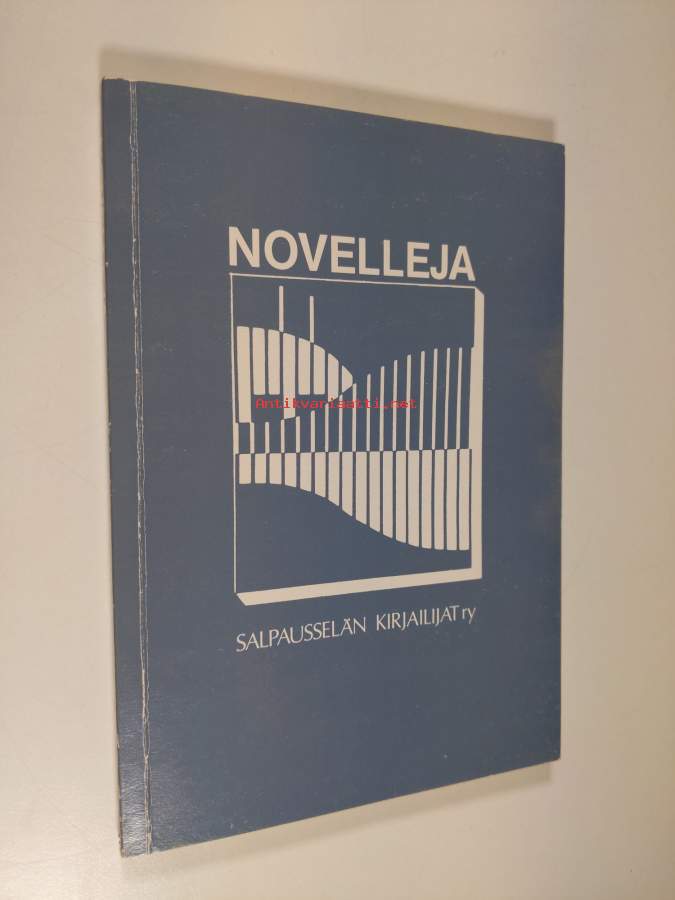 NOVELLEJA
Antikvariaatti.net
SALPAUSSELÄN KIRJAILIJAT ry